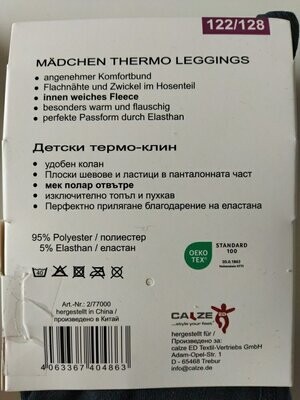 122/128
MÄDCHEN THERMO LEGGINGS
• angenehmer Komfortbund
• Flachnähte und Zwickel im Hosenteil
• innen weiches Fleece
• besonders warm und flauschig
• perfekte Passform durch Elasthan
Детски термо-клин
• удобен колан
• Плоски шевове и ластици в панталонната част
• мек полар отвътре
• изключително топъл и пухкав
• Перфектно прилягане благодарение на еластана
95% Polyester / полиестер
5% Elasthan / еластан
OEKO
TEX®
STANDARD
100
Art.-Nr.: 2/77000
hergestellt in China /
произведено в Китай
CALZE
...style your feet
hergestellt für /
произведено за:
calze ED Textil-Vertriebs GmbH
Adam-Opel-Str. 1
D - 65468 Trebur
calze.de
4 063367 404863